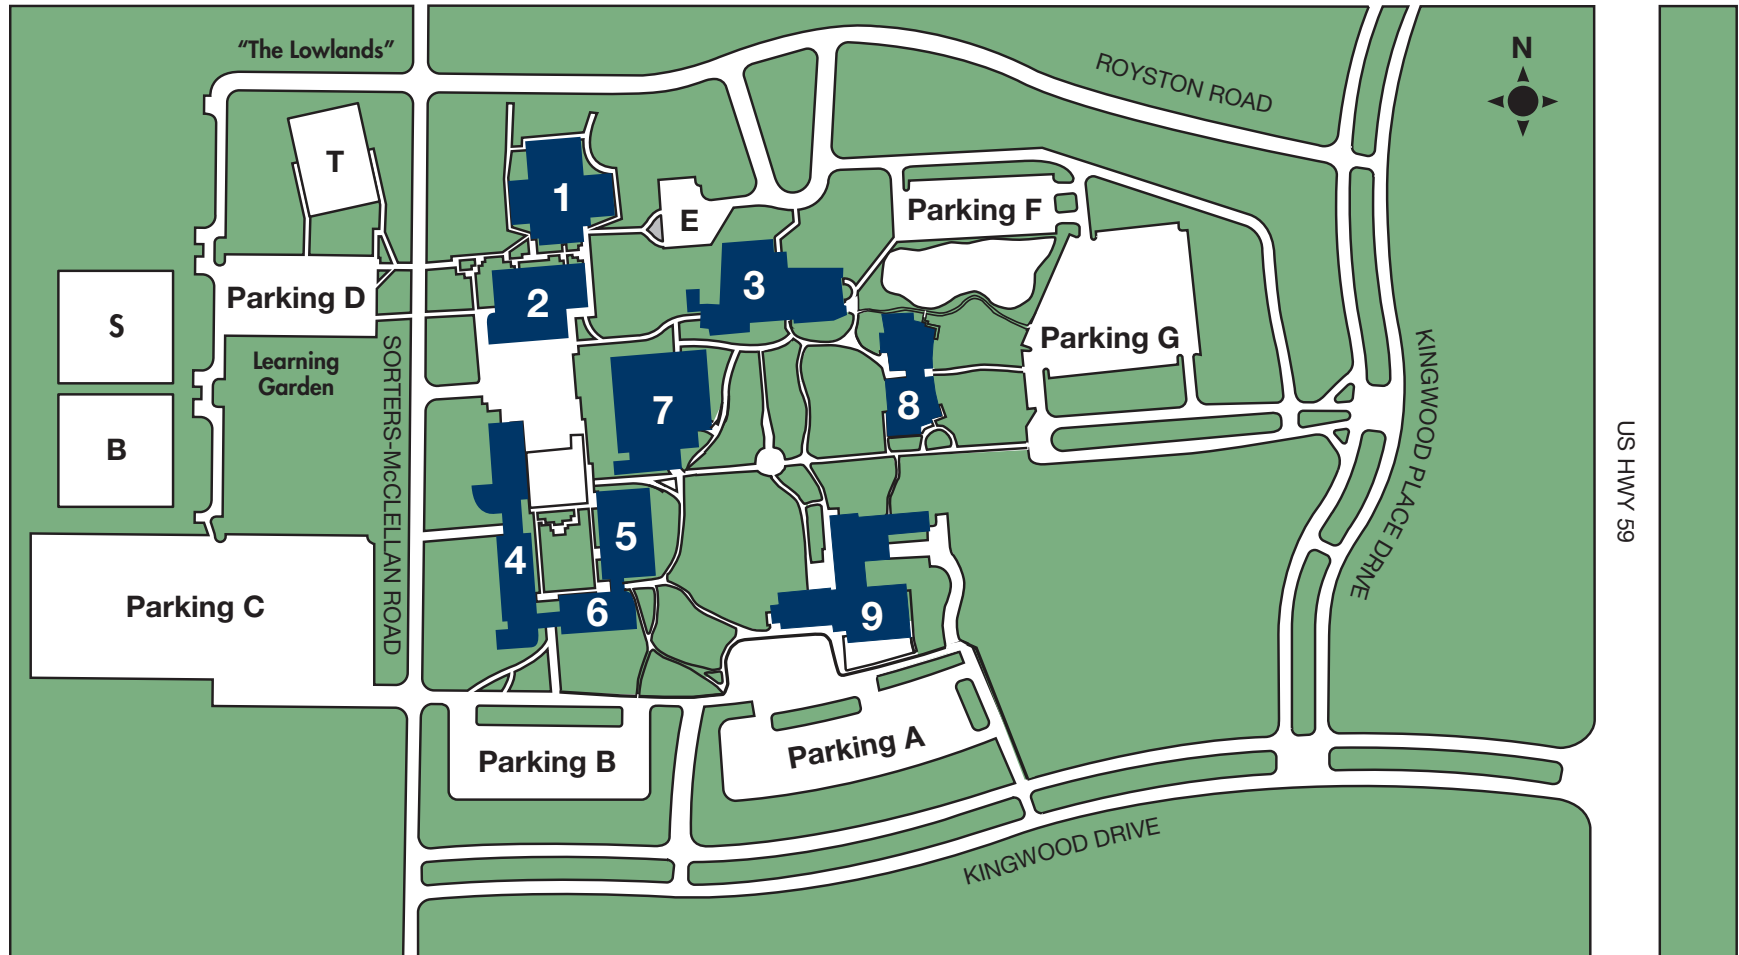 “The Lowlands”
N
ROYSTON ROAD
T
1
E
Parking F
Parking D
2
3
S
Parking G
Learning
Garden
SORTERS-McCLELLAN ROAD
KINGWOOD PLACE DRIVE
7
8
B
US HWY 59
5
4
6
9
Parking C
Parking A
Parking B
KINGWOOD DRIVE